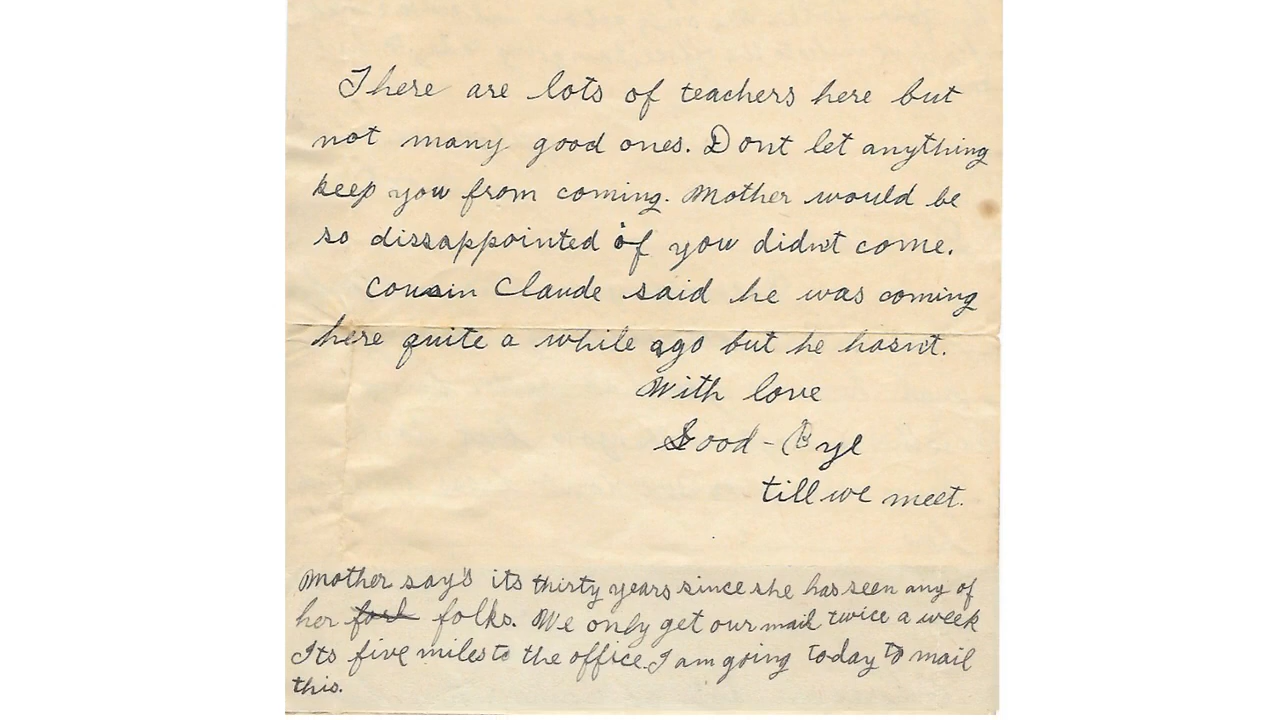 There are lots of teachers here but
not many good ones. Dont let anything
keep you from coming. Mother would be
so dissappointed if you didn't come.
Cousin Claude said he was coming
here quite a while ago but he hasn't.
With love
Good-Bye
till we meet.
Mother say's its thirty years since she has seen any of
her folks. We only get our mail twice a week
Its five miles to the office. I am going today to mail
this.